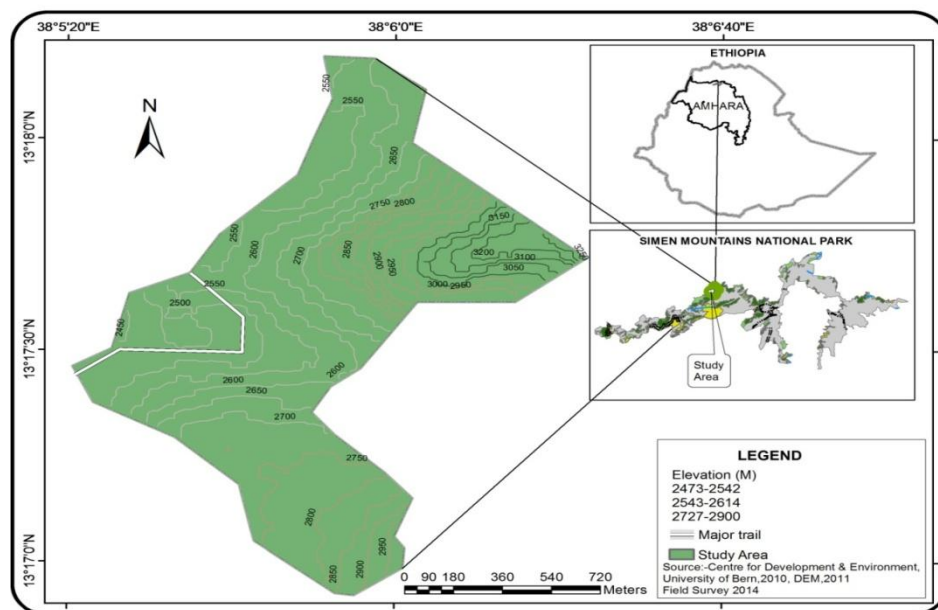 38°5'20"E 38°6'0"E 38°6'40"E
13°18'0"N
13°17'30"N
13°17'0"N
N
2550
2550
2650
2750 2800
2550
2600
2700
2850
2900
2950
3150
3250
3200 3100
3050
3000 2950
2550
2500
2450
2600
2600
2650
2700
2750
2800
2950
2850
2900
ETHIOPIA
AMHARA
SIMEN MOUNTAINS NATIONAL PARK
Study
Area
LEGEND
Elevation (M)
2473-2542
2543-2614
2727-2900
Major trail
Study Area
Source:-Centre for Development & Environment,
University of Bern,2010, DEM,2011
Field Survey 2014
0 90 180 360 540 720
Meters